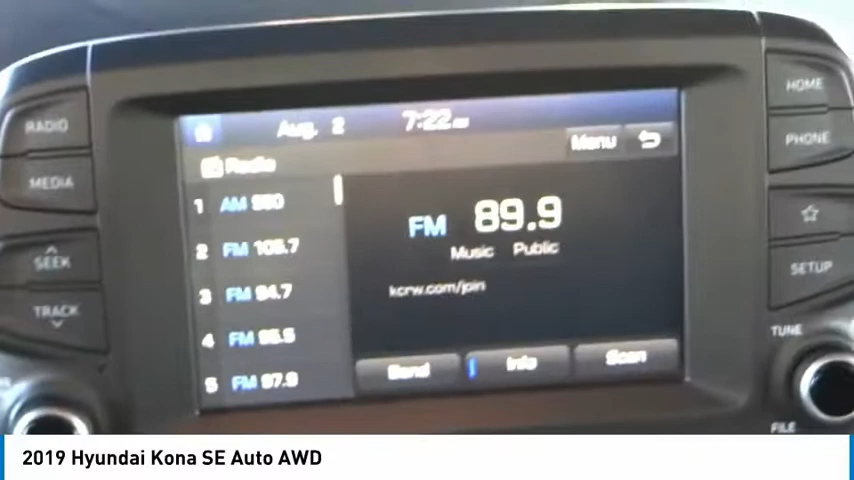 RADIO
MEDIA
SEEK
TRACK
HOME
PHONE
SETUP
TUNE
FILE
Aug. 2 7:22
Radio
Menu
1 AM
2 FM 105.7
3 FM 94.7
4 FM 95.5
5 FM 97.9
FM 89.9
Music Public
kcrw.com/join
Band
Info
Scan
2019 Hyundai Kona SE Auto AWD